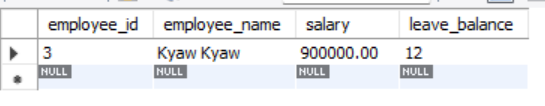 employee_id employee_name salary leave_balance
3 Kyaw Kyaw 900000.00 12
NULL NULL NULL NULL